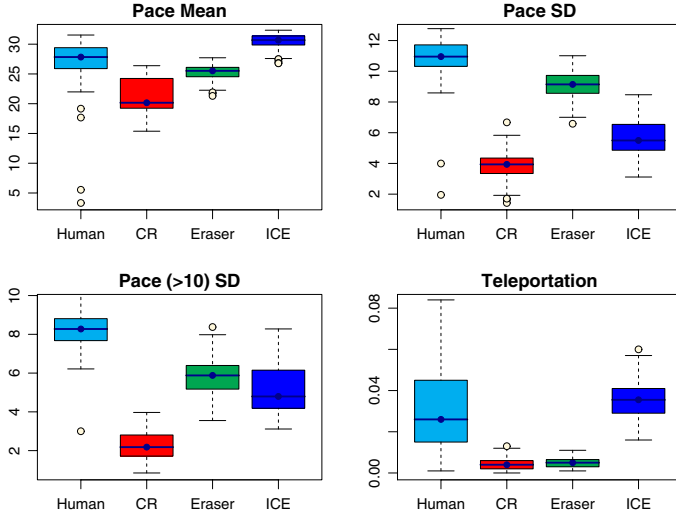 Pace Mean
30
25
20
15
10
5
Human CR Eraser ICE
Pace SD
12
10
8
6
4
2
Human CR Eraser ICE
Pace (>10) SD
10
8
6
4
2
Human CR Eraser ICE
Teleportation
0.08
0.04
0.00
Human CR Eraser ICE